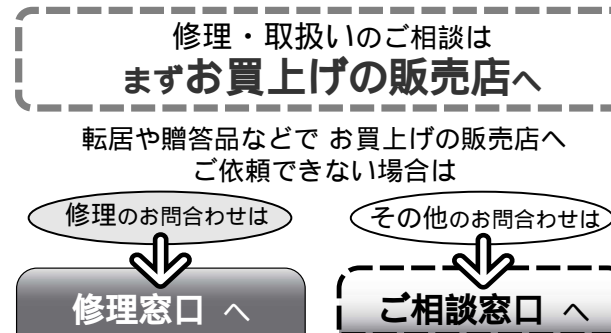 修理・取扱いのご相談は
まずお買上げの販売店へ
転居や贈答品などで お買上げの販売店へ
ご依頼できない場合は
修理のお問合わせは
その他のお問合わせは
修理窓口 へ
ご相談窓口 へ